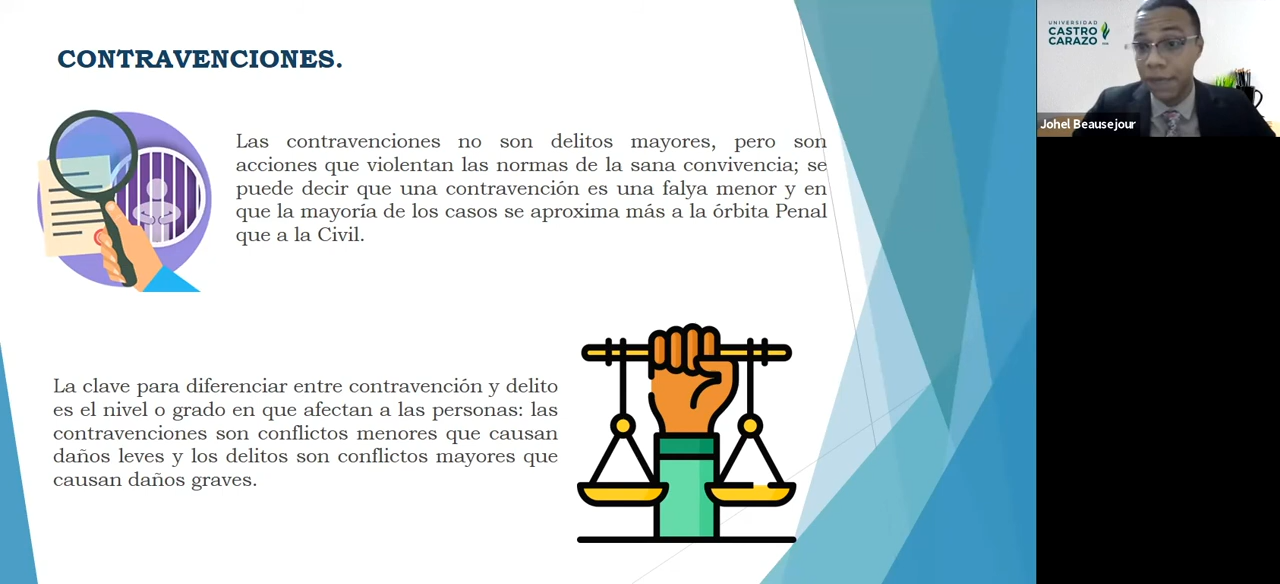 CONTRAVENCIONES.
Las contravenciones no son delitos mayores, pero son
acciones que violentan las normas de la sana convivencia; se
puede decir que una contravención es una falya menor y en
que la mayoría de los casos se aproxima más a la órbita Penal
que a la Civil.
La clave para diferenciar entre contravención y delito
es el nivel o grado en que afectan a las personas: las
contravenciones son conflictos menores que causan
daños leves y los delitos son conflictos mayores que
causan daños graves.
UNIVERSIDAD
CASTRO
CARAZO
Johel Beausejour